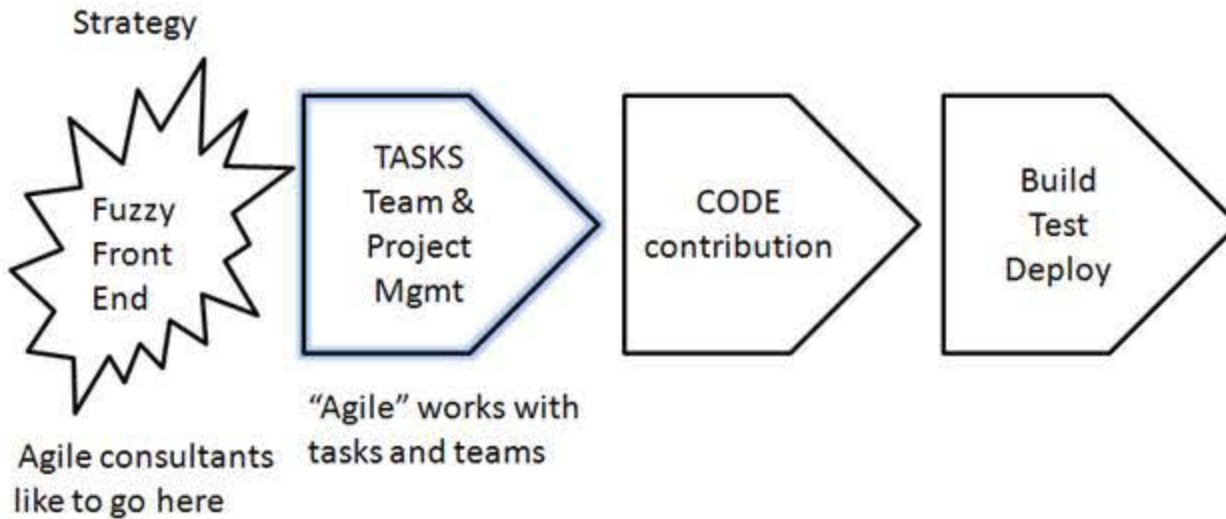 Strategy
Fuzzy
Front
End
TASKS
Team &
Project
Mgmt
CODE
contribution
Build
Test
Deploy
Agile consultants
like to go here
“Agile” works with
tasks and teams